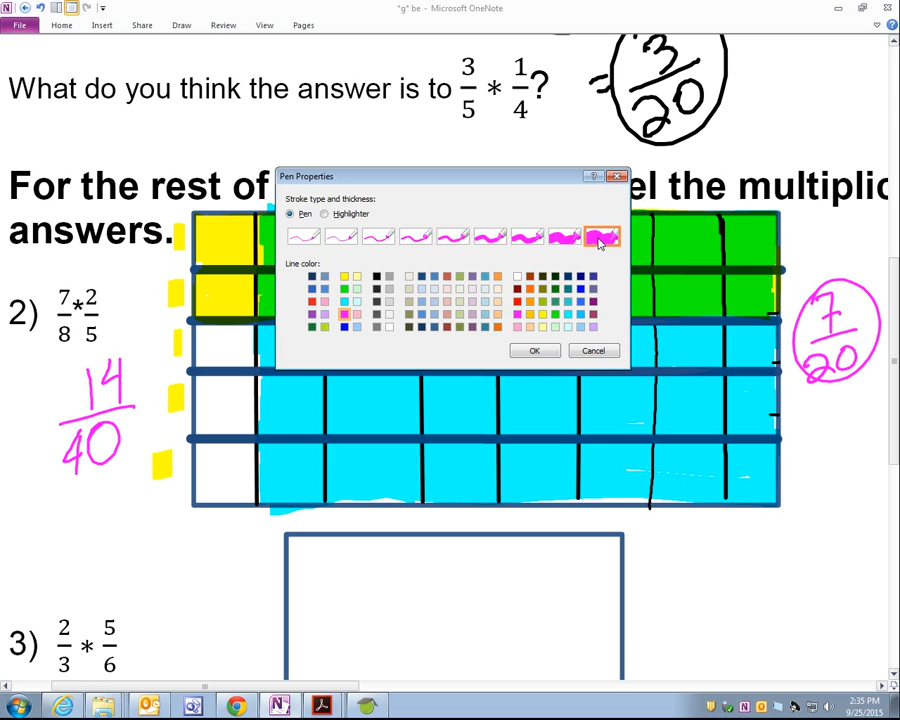 "g" be - Microsoft OneNote
File Home Insert Share Draw Review View Pages
What do you think the answer is to 3/5 * 1/4? = 3/20
For the rest of
el the multiplic
answers.
Pen Properties
Stroke type and thickness:
Pen Highlighter
Line color:
OK Cancel
2) 7/8 * 2/5
14/40
7/20
3) 2/3 * 5/6
2:35 PM
9/25/2015